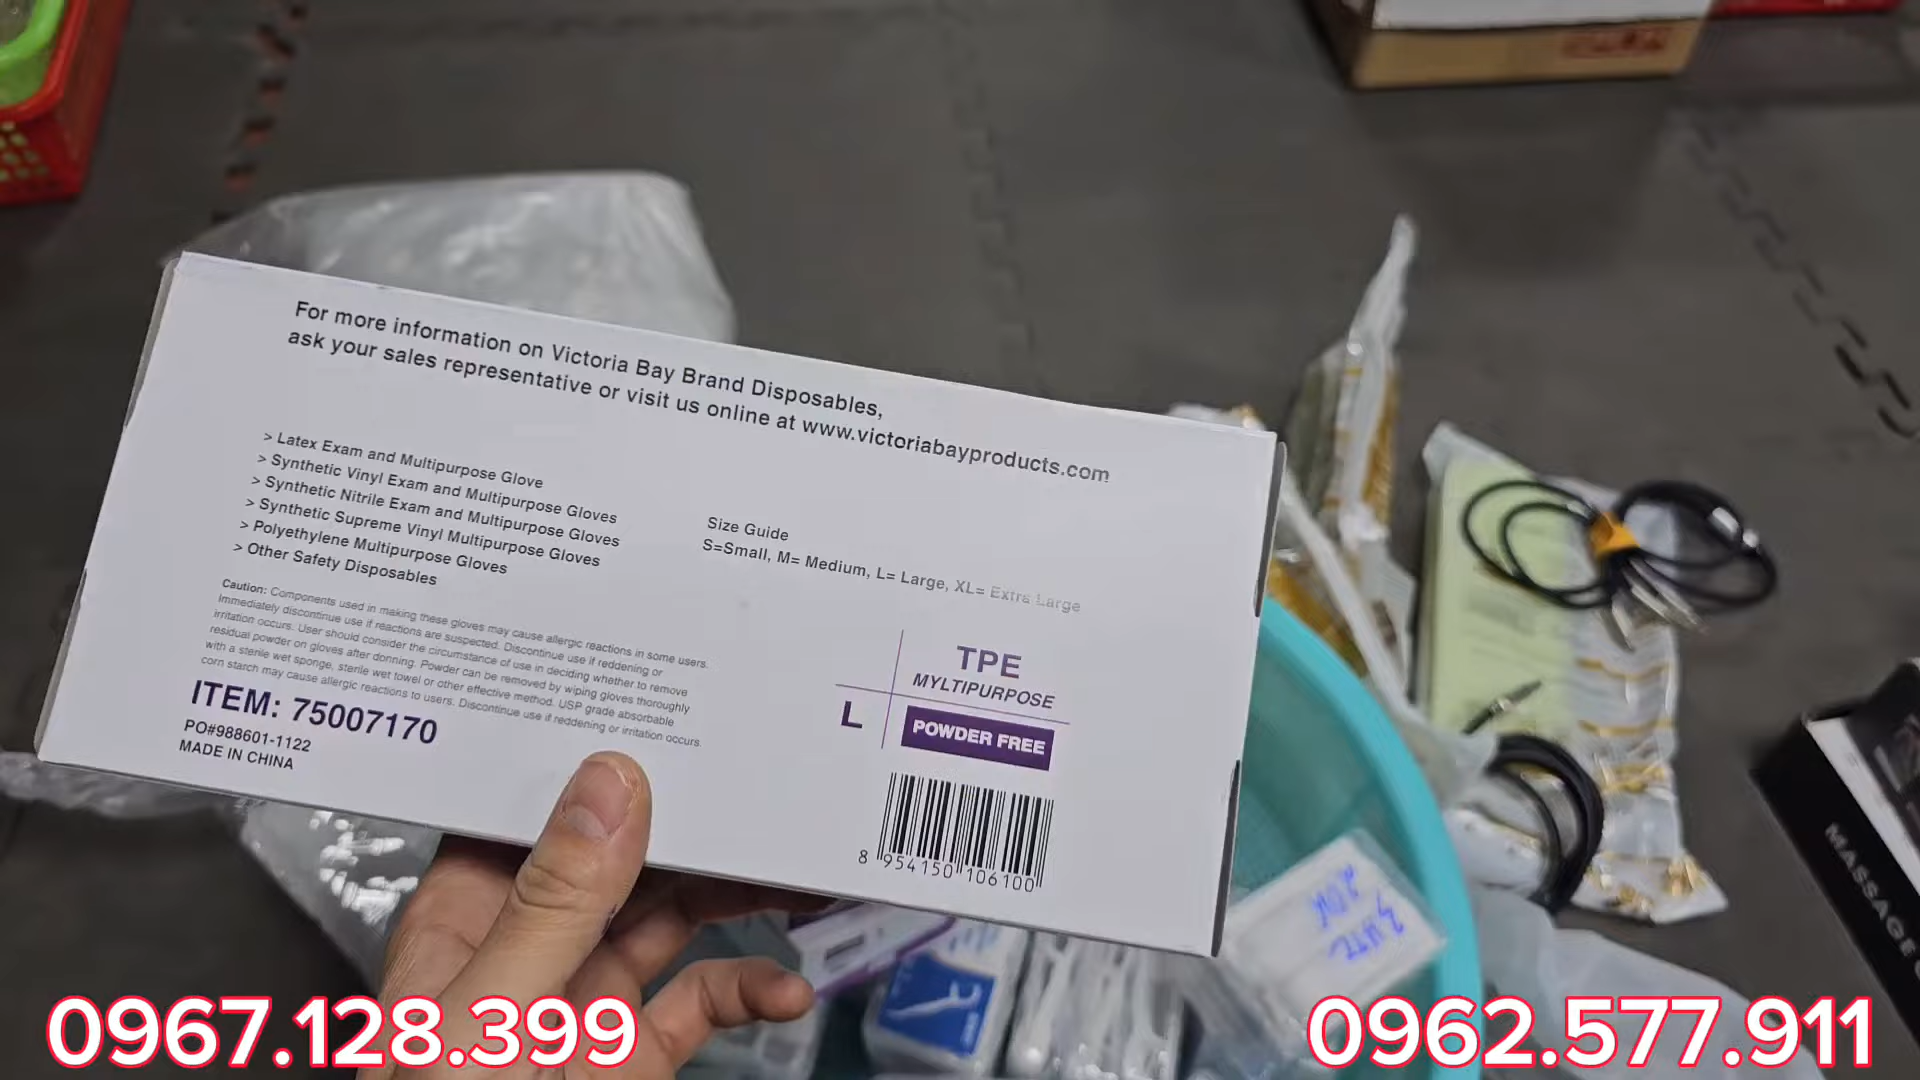 For more information on Victoria Bay Brand Disposables,
ask your sales representative or visit us online at www.victoriabayproducts.com
> Latex Exam and Multipurpose Glove
> Synthetic Vinyl Exam and Multipurpose Gloves
> Synthetic Nitrile Exam and Multipurpose Gloves
> Synthetic Supreme Vinyl Multipurpose Gloves
> Polyethylene Multipurpose Gloves
> Other Safety Disposables
Size Guide
S=Small, M= Medium, L= Large, XL= Extra Large
Caution: Components used in making these gloves may cause allergic reactions in some users.
Immediately discontinue use if reactions are suspected. Discontinue use if reddening or
irritation occurs. User should consider the circumstance of use in deciding whether to remove
residual powder on gloves after donning. Powder can be removed by wiping gloves thoroughly
with a sterile wet sponge, sterile wet towel or other effective method. USP grade absorbable
corn starch may cause allergic reactions to users. Discontinue use if reddening or irritation occurs.
ITEM: 75007170
PO#988601-1122
MADE IN CHINA
TPE
MYLTIPURPOSE
L
POWDER FREE
8 954150 106100
MASSAGE
0967.128.399
0962.577.911